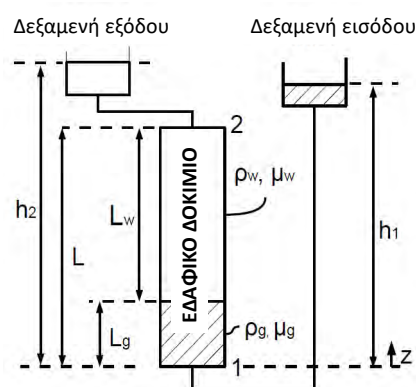 Δεξαμενή εξόδου
Δεξαμενή εισόδου
2
h2
L
Lw
ΕΔΑΦΙΚΟ ΔΟΚΙΜΙΟ
ρw, μw
h1
Lg
ρg, μg
1
z